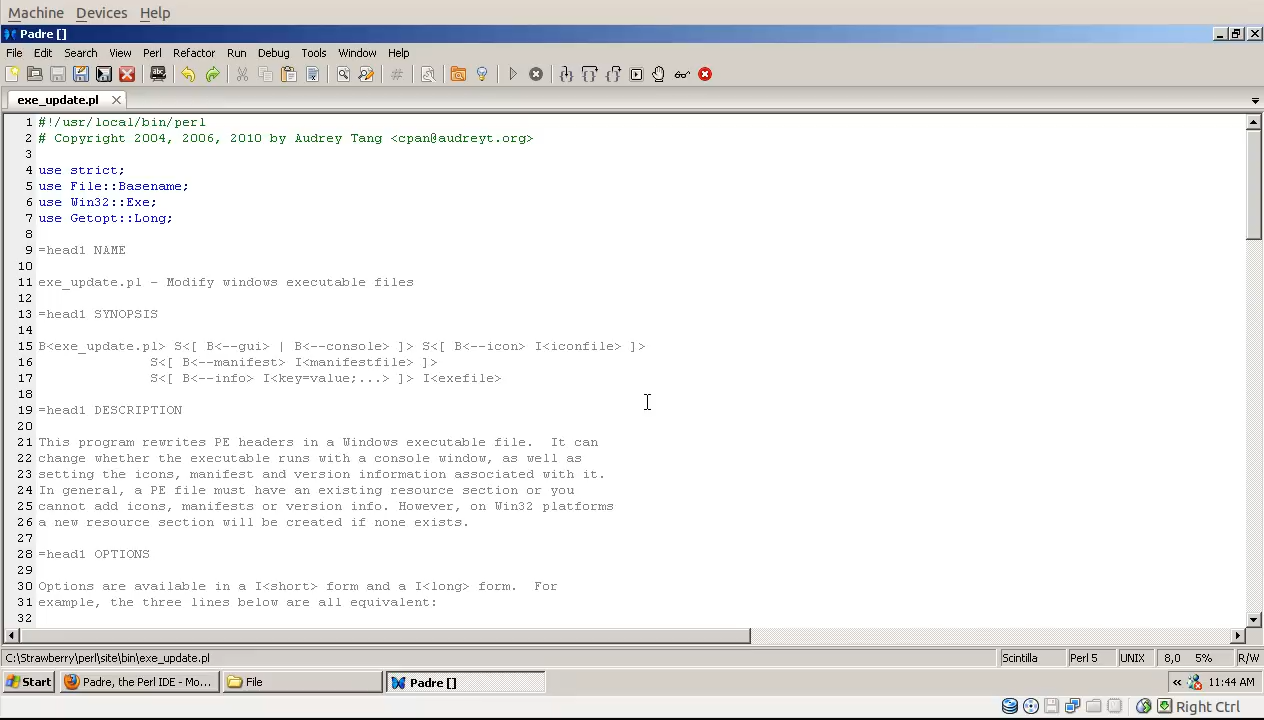 Machine Devices Help
Padre []
File Edit Search View Perl Refactor Run Debug Tools Window Help
exe_update.pl
1 #!/usr/local/bin/perl
2 # Copyright 2004, 2006, 2010 by Audrey Tang <cpan@audreyt.org>
3
4 use strict;
5 use File::Basename;
6 use Win32::Exe;
7 use Getopt::Long;
8
9 =head1 NAME
10
11 exe_update.pl - Modify windows executable files
12
13 =head1 SYNOPSIS
14
15 B<exe_update.pl> S<[ B<--gui> | B<--console> ]> S<[ B<--icon> I<iconfile> ]>
16 S<[ B<--manifest> I<manifestfile> ]>
17 S<[ B<--info> I<key=value;...> ]> I<exefile>
18
19 =head1 DESCRIPTION
20
21 This program rewrites PE headers in a Windows executable file.  It can
22 change whether the executable runs with a console window, as well as
23 setting the icons, manifest and version information associated with it.
24 In general, a PE file must have an existing resource section or you
25 cannot add icons, manifests or version info. However, on Win32 platforms
26 a new resource section will be created if none exists.
27
28 =head1 OPTIONS
29
30 Options are available in a I<short> form and a I<long> form.  For
31 example, the three lines below are all equivalent:
32
C:\Strawberry\perl\site\bin\exe_update.pl Scintilla Perl 5 UNIX 8,0 5% R/W
Start Padre, the Perl IDE - Mo... File Padre [] « 11:44 AM
Right Ctrl